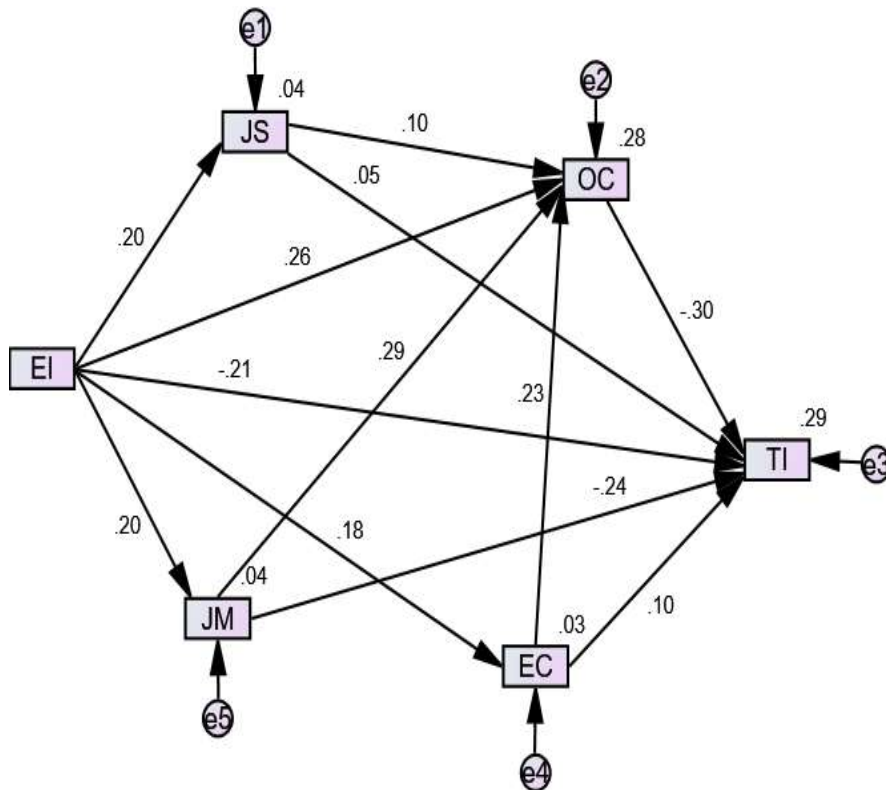 e1
.04
e2
JS
.10
.28
OC
.05
.20
.26
-.30
.29
EI
-.21
.23
.29
TI
e3
-.24
.20
.18
.04
.10
JM
.03
EC
e5
e4